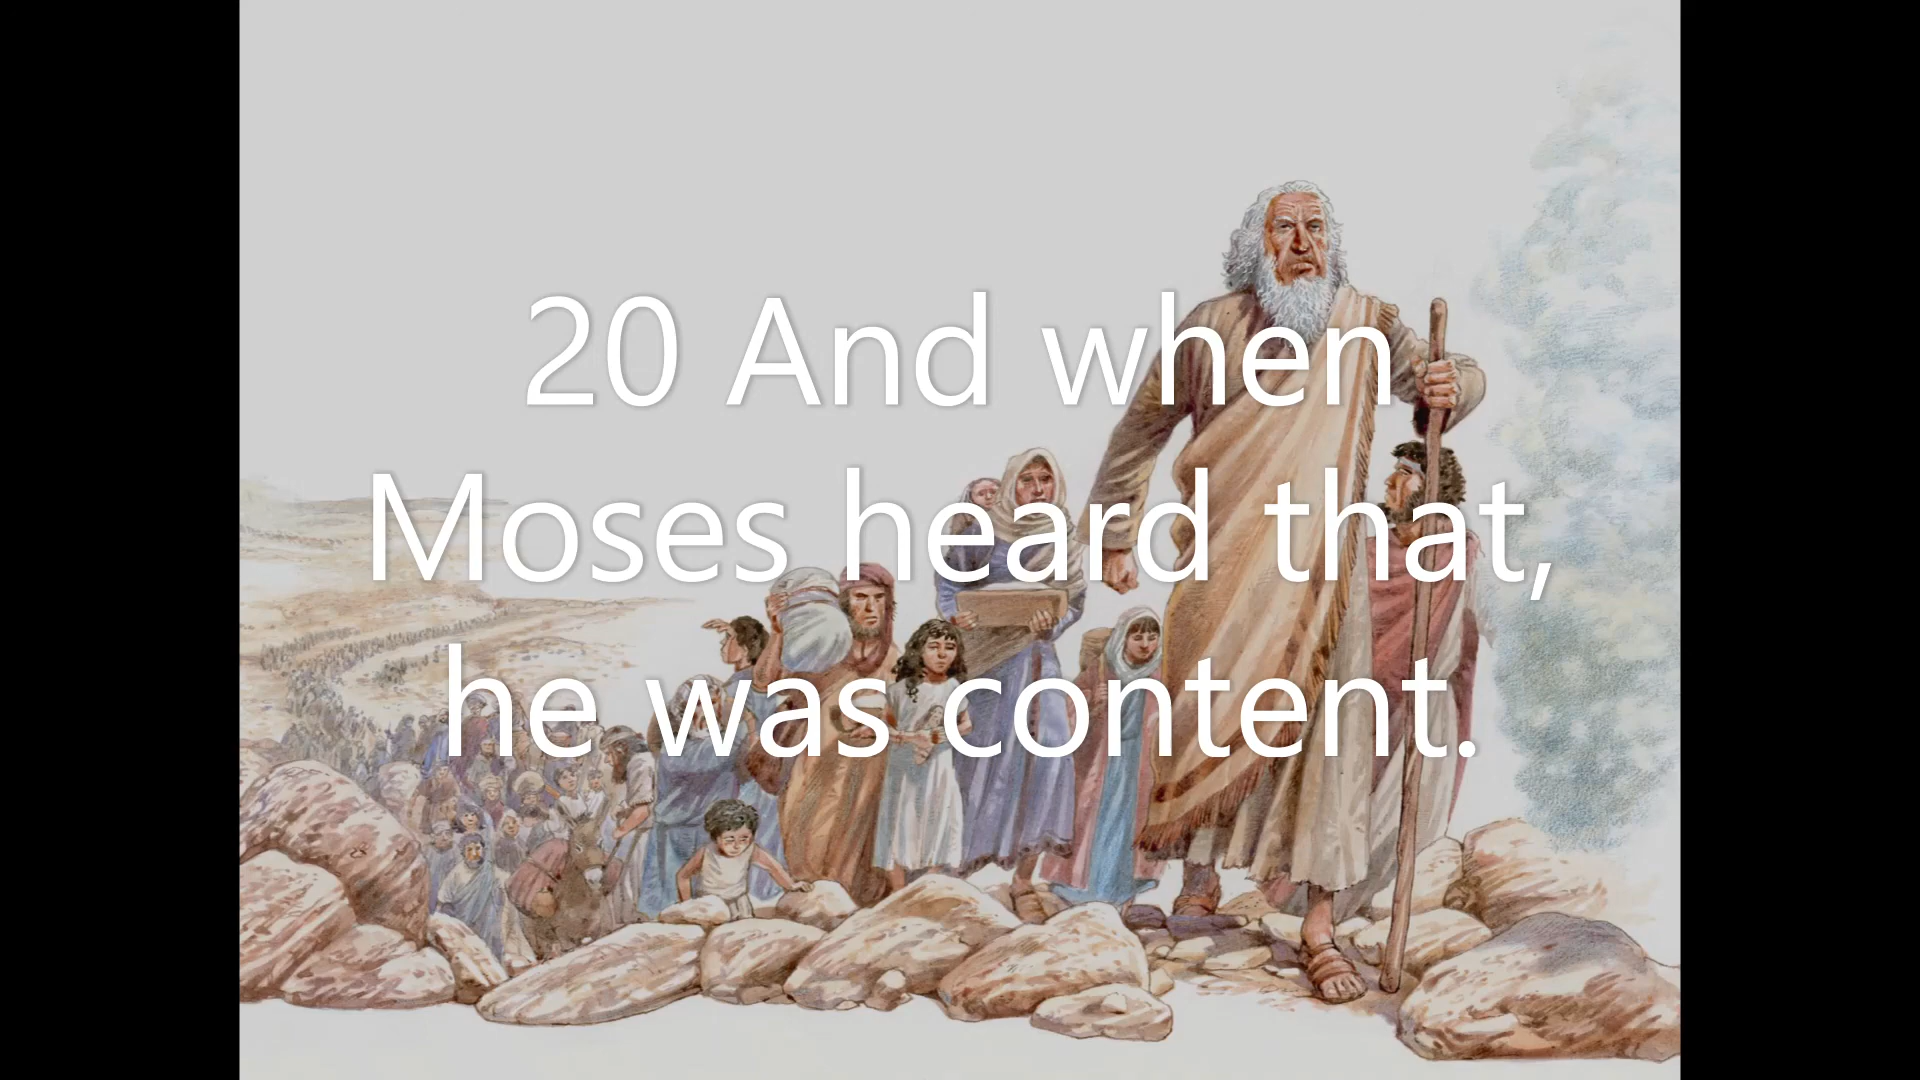 20 And when
Moses heard that,
he was content.